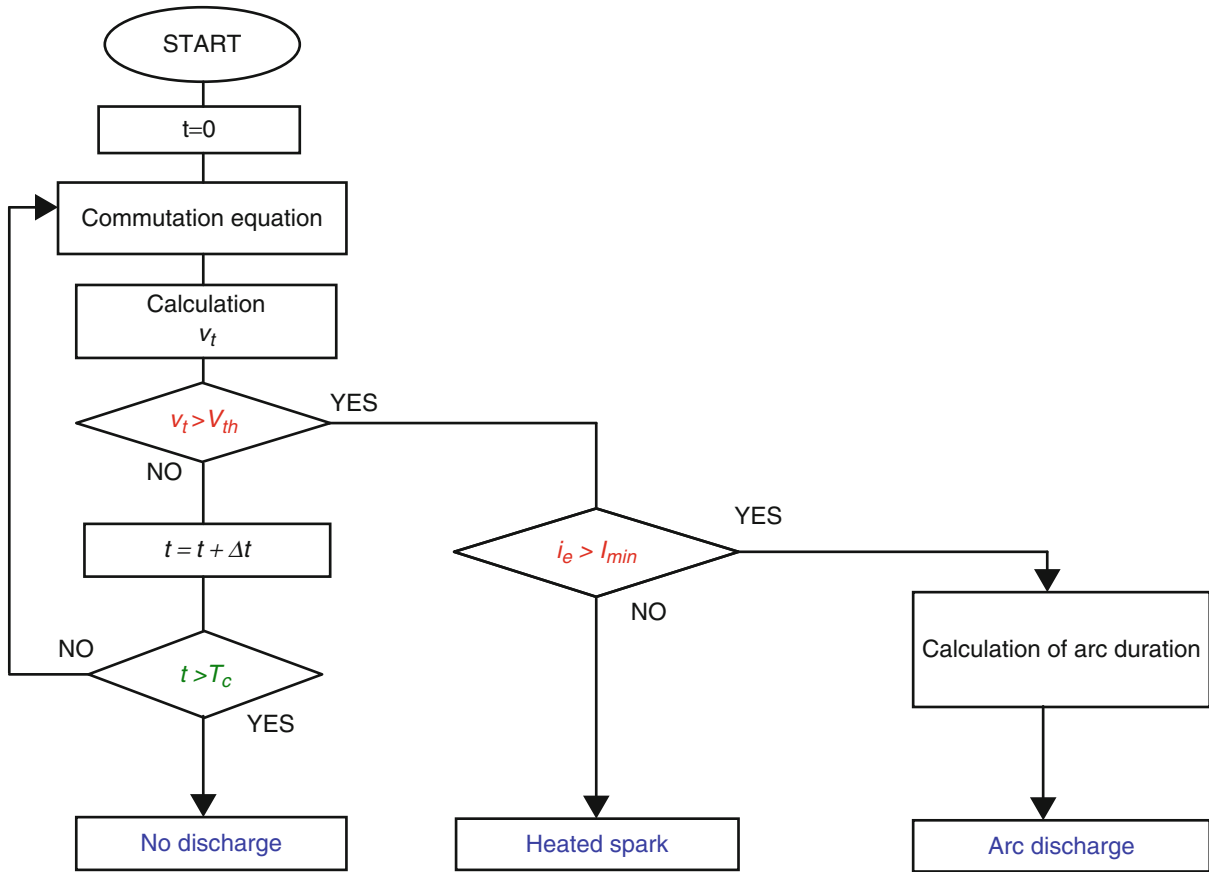 START
t=0
Commutation equation
Calculation
v_t
v_t > V_th
YES
NO
t = t + Δt
NO
t > T_c
YES
No discharge
i_e > I_min
YES
NO
Heated spark
Calculation of arc duration
Arc discharge